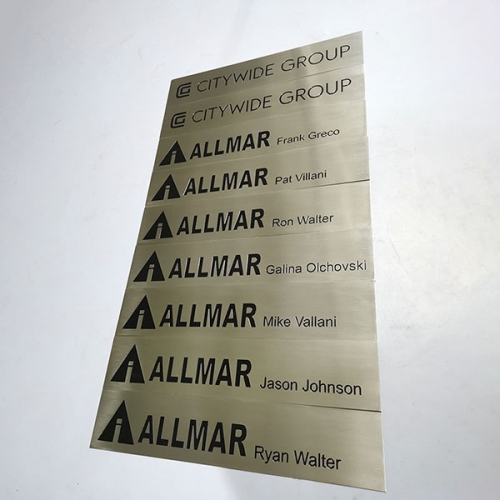 CITYWIDE GROUP
CITYWIDE GROUP
ALLMAR Frank Greco
ALLMAR Pat Villani
ALLMAR Ron Walter
ALLMAR Galina Olchovski
ALLMAR Mike Vallani
ALLMAR Jason Johnson
ALLMAR Ryan Walter